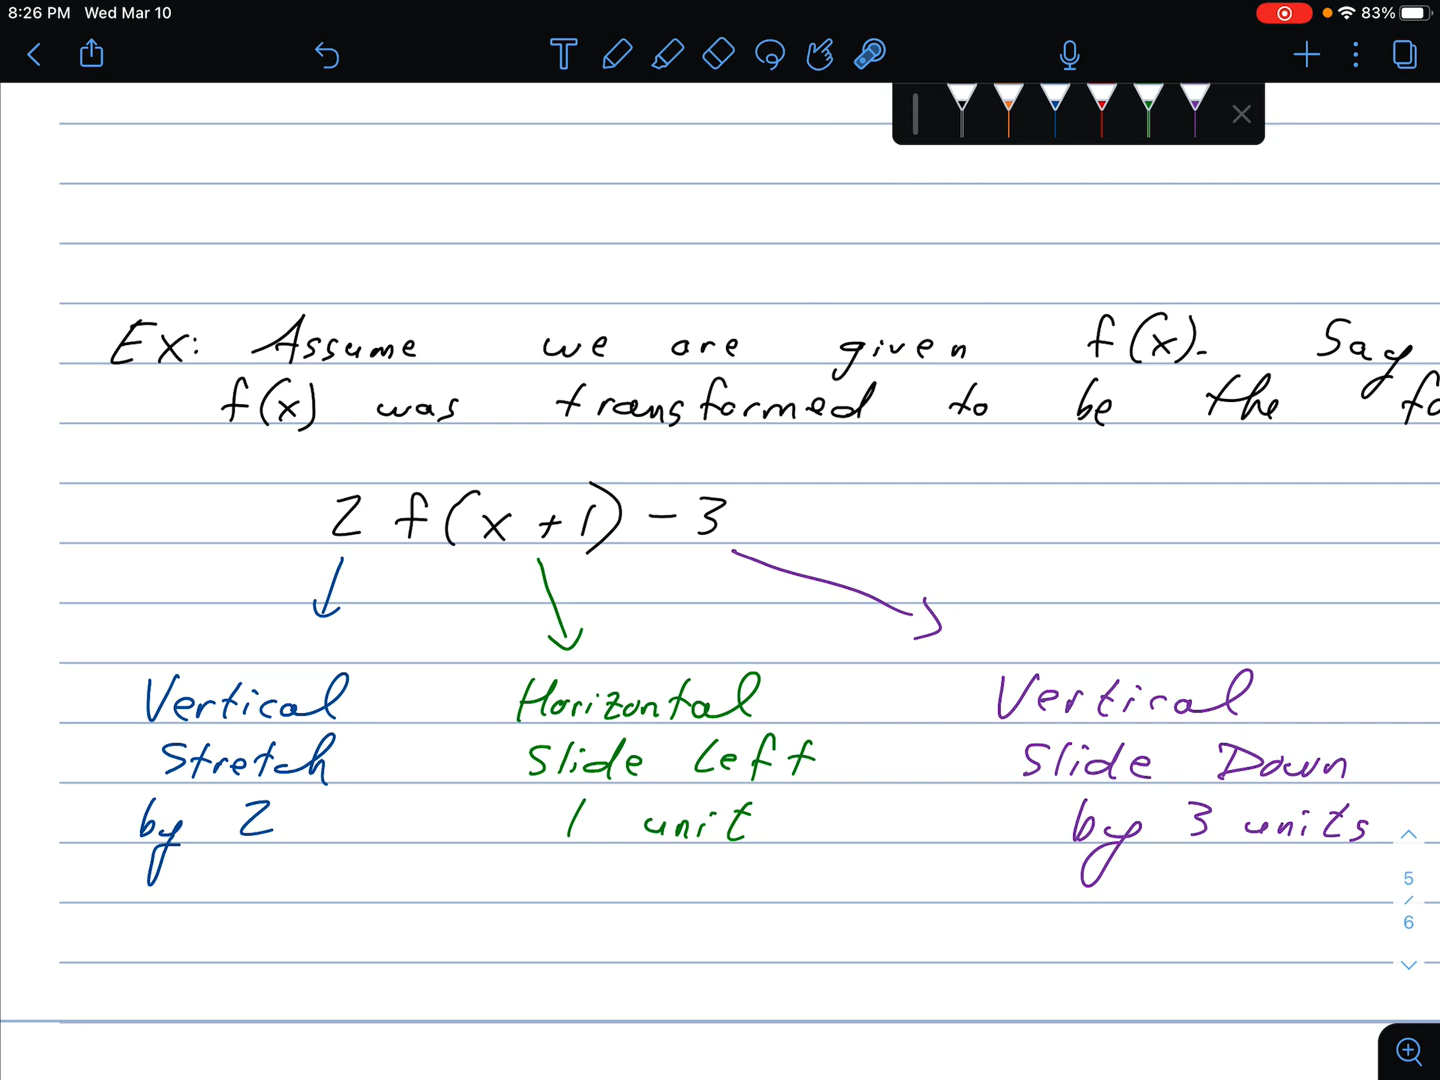 8:26 PM Wed Mar 10
83%
Ex: Assume we are given f(x). Say
f(x) was transformed to be the fo
2 f(x + 1) - 3
Vertical Horizontal Vertical
Stretch Slide Left Slide Down
by 2 1 unit by 3 units
5
/
6